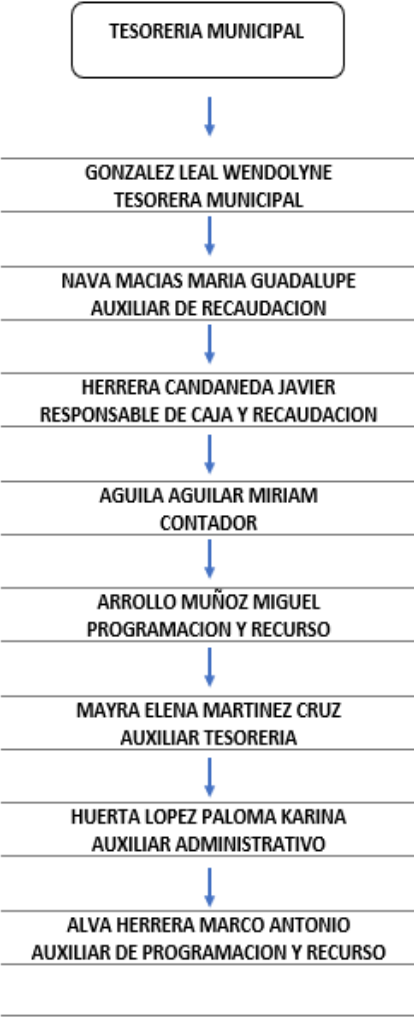 TESORERIA MUNICIPAL
GONZALEZ LEAL WENDOLYNE
TESORERA MUNICIPAL
NAVA MACIAS MARIA GUADALUPE
AUXILIAR DE RECAUDACION
HERRERA CANDANEDA JAVIER
RESPONSABLE DE CAJA Y RECAUDACION
AGUILA AGUILAR MIRIAM
CONTADOR
ARROLLO MUÑOZ MIGUEL
PROGRAMACION Y RECURSO
MAYRA ELENA MARTINEZ CRUZ
AUXILIAR TESORERIA
HUERTA LOPEZ PALOMA KARINA
AUXILIAR ADMINISTRATIVO
ALVA HERRERA MARCO ANTONIO
AUXILIAR DE PROGRAMACION Y RECURSO